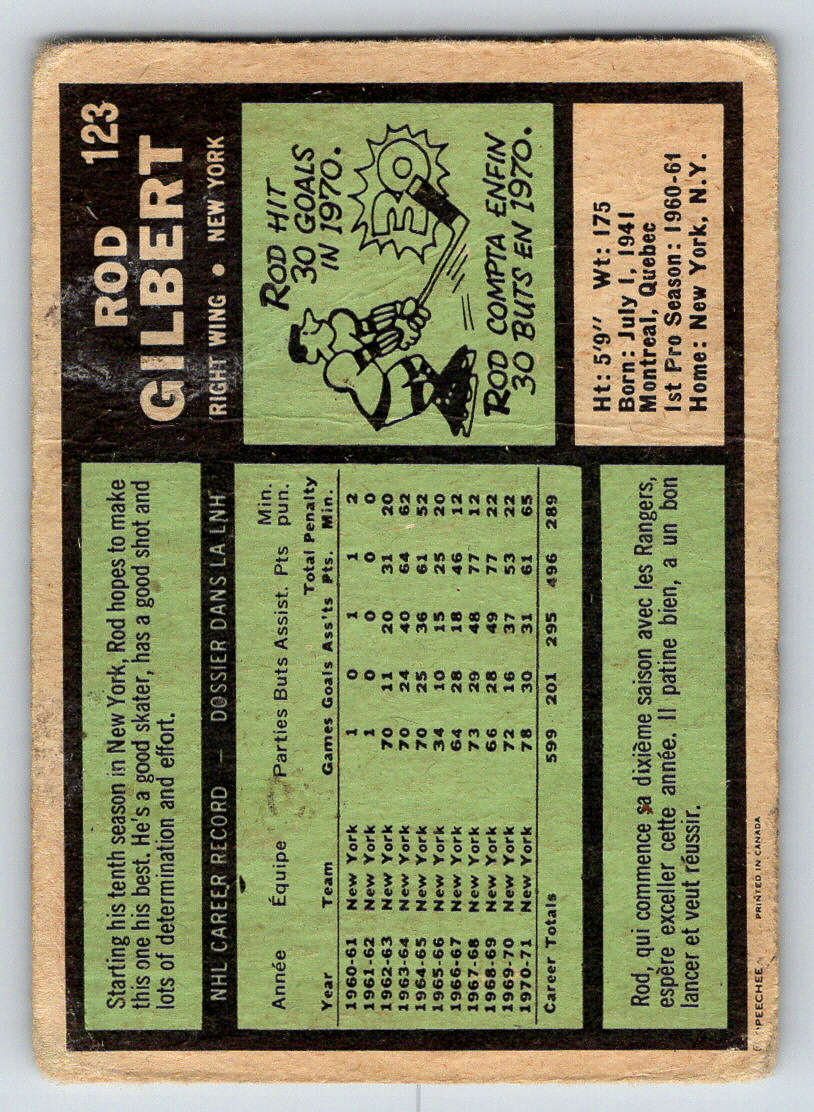 123
ROD
GILBERT
RIGHT WING • NEW YORK
ROD HIT
30 GOALS
IN 1970.
30
ROD COMPTA ENFIN
30 BUTS EN 1970.
Ht: 5'9" Wt: 175
Born: July 1, 1941
Montreal, Quebec
1st Pro Season: 1960-61
Home: New York, N.Y.
Starting his tenth season in New York, Rod hopes to make
this one his best. He's a good skater, has a good shot and
lots of determination and effort.
NHL CAREER RECORD — DOSSIER DANS LA LNH
Année Équipe Parties Buts Assist. Pts Min. pun.
Year Team Games Goals Ass'ts Total Pts. Penalty Min.
1960-61 New York 1 0 1 1 2
1961-62 New York 1 0 0 0 0
1962-63 New York 70 11 20 31 20
1963-64 New York 70 24 40 64 62
1964-65 New York 70 25 36 61 52
1965-66 New York 34 10 15 25 20
1966-67 New York 64 28 18 46 12
1967-68 New York 73 29 48 77 12
1968-69 New York 66 28 49 77 22
1969-70 New York 72 16 37 53 22
1970-71 New York 78 30 31 61 65
Career Totals 599 201 295 496 289
Rod, qui commence sa dixième saison avec les Rangers,
espère exceller cette année. Il patine bien, a un bon
lancer et veut réussir.
PEECHEE PRINTED IN CANADA